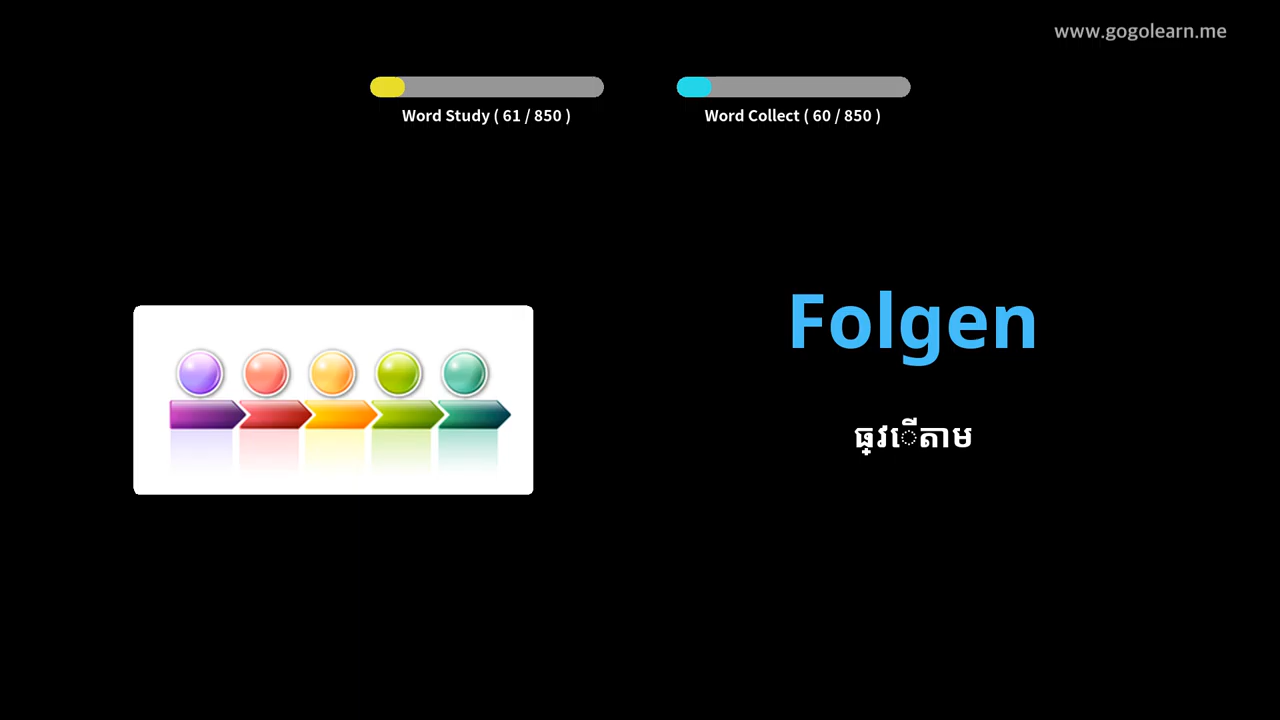 www.gogolearn.me
Word Study ( 61 / 850 )
Word Collect ( 60 / 850 )
Folgen
ធ្វើតាម